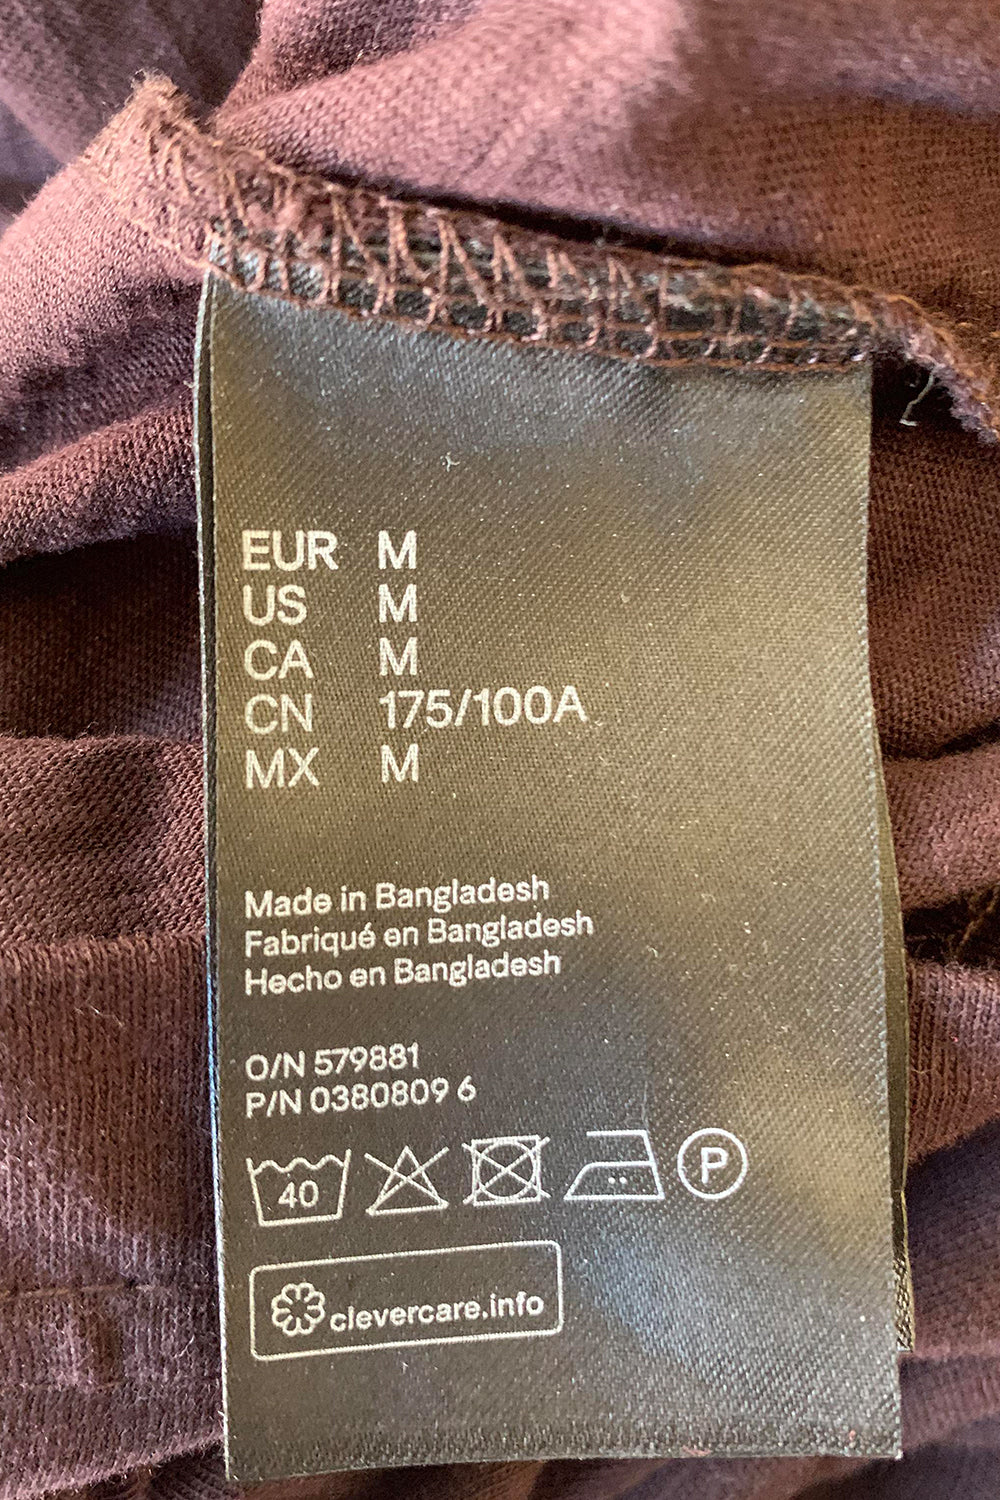 EUR M
US M
CA M
CN 175/100A
MX M
Made in Bangladesh
Fabriqué en Bangladesh
Hecho en Bangladesh
O/N 579881
P/N 0380809 6
40
P
clevercare.info